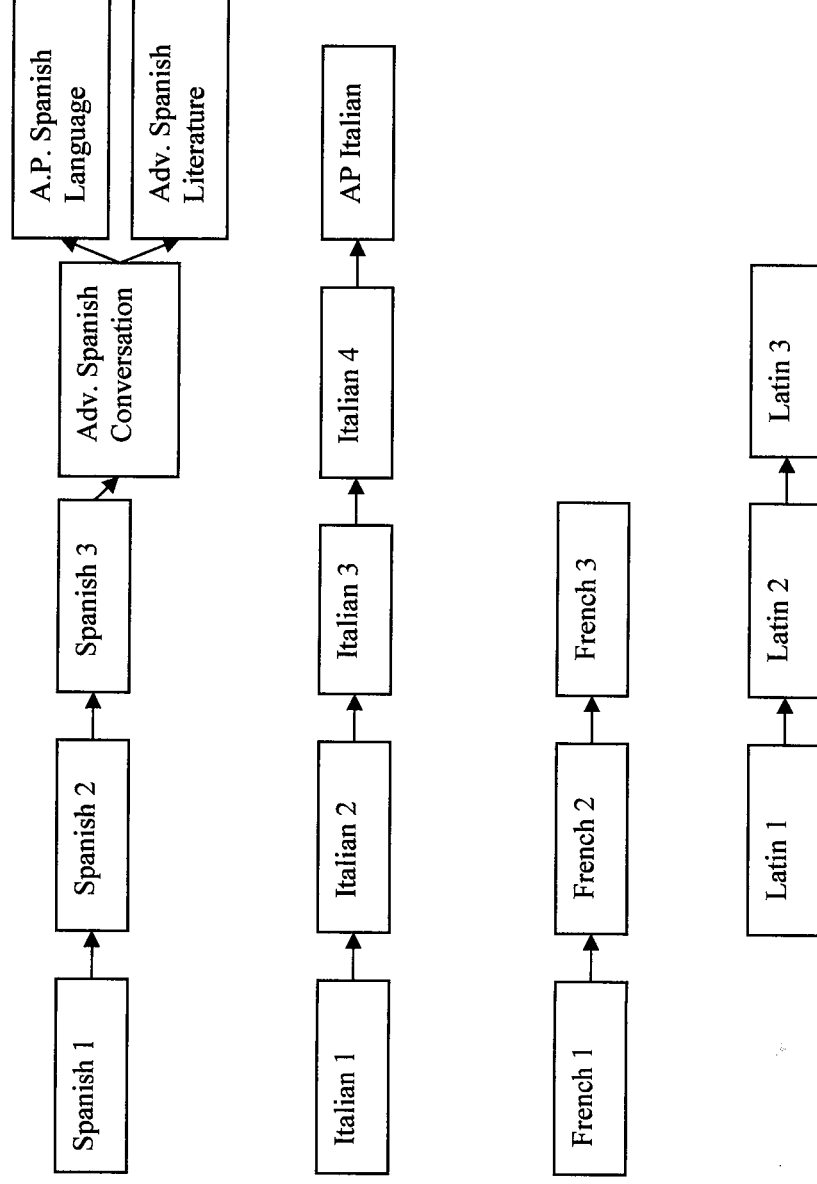 Spanish 1
Spanish 2
Spanish 3
Adv. Spanish
Conversation
A.P. Spanish
Language
Adv. Spanish
Literature
Italian 1
Italian 2
Italian 3
Italian 4
AP Italian
French 1
French 2
French 3
Latin 1
Latin 2
Latin 3